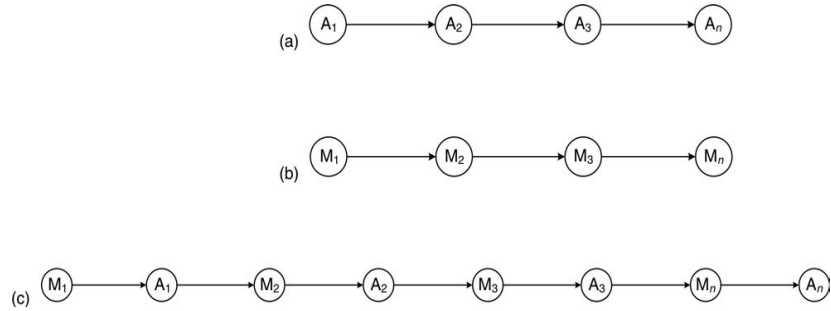 (a) A₁ A₂ A₃ Aₙ
(b) M₁ M₂ M₃ Mₙ
(c) M₁ A₁ M₂ A₂ M₃ A₃ Mₙ Aₙ